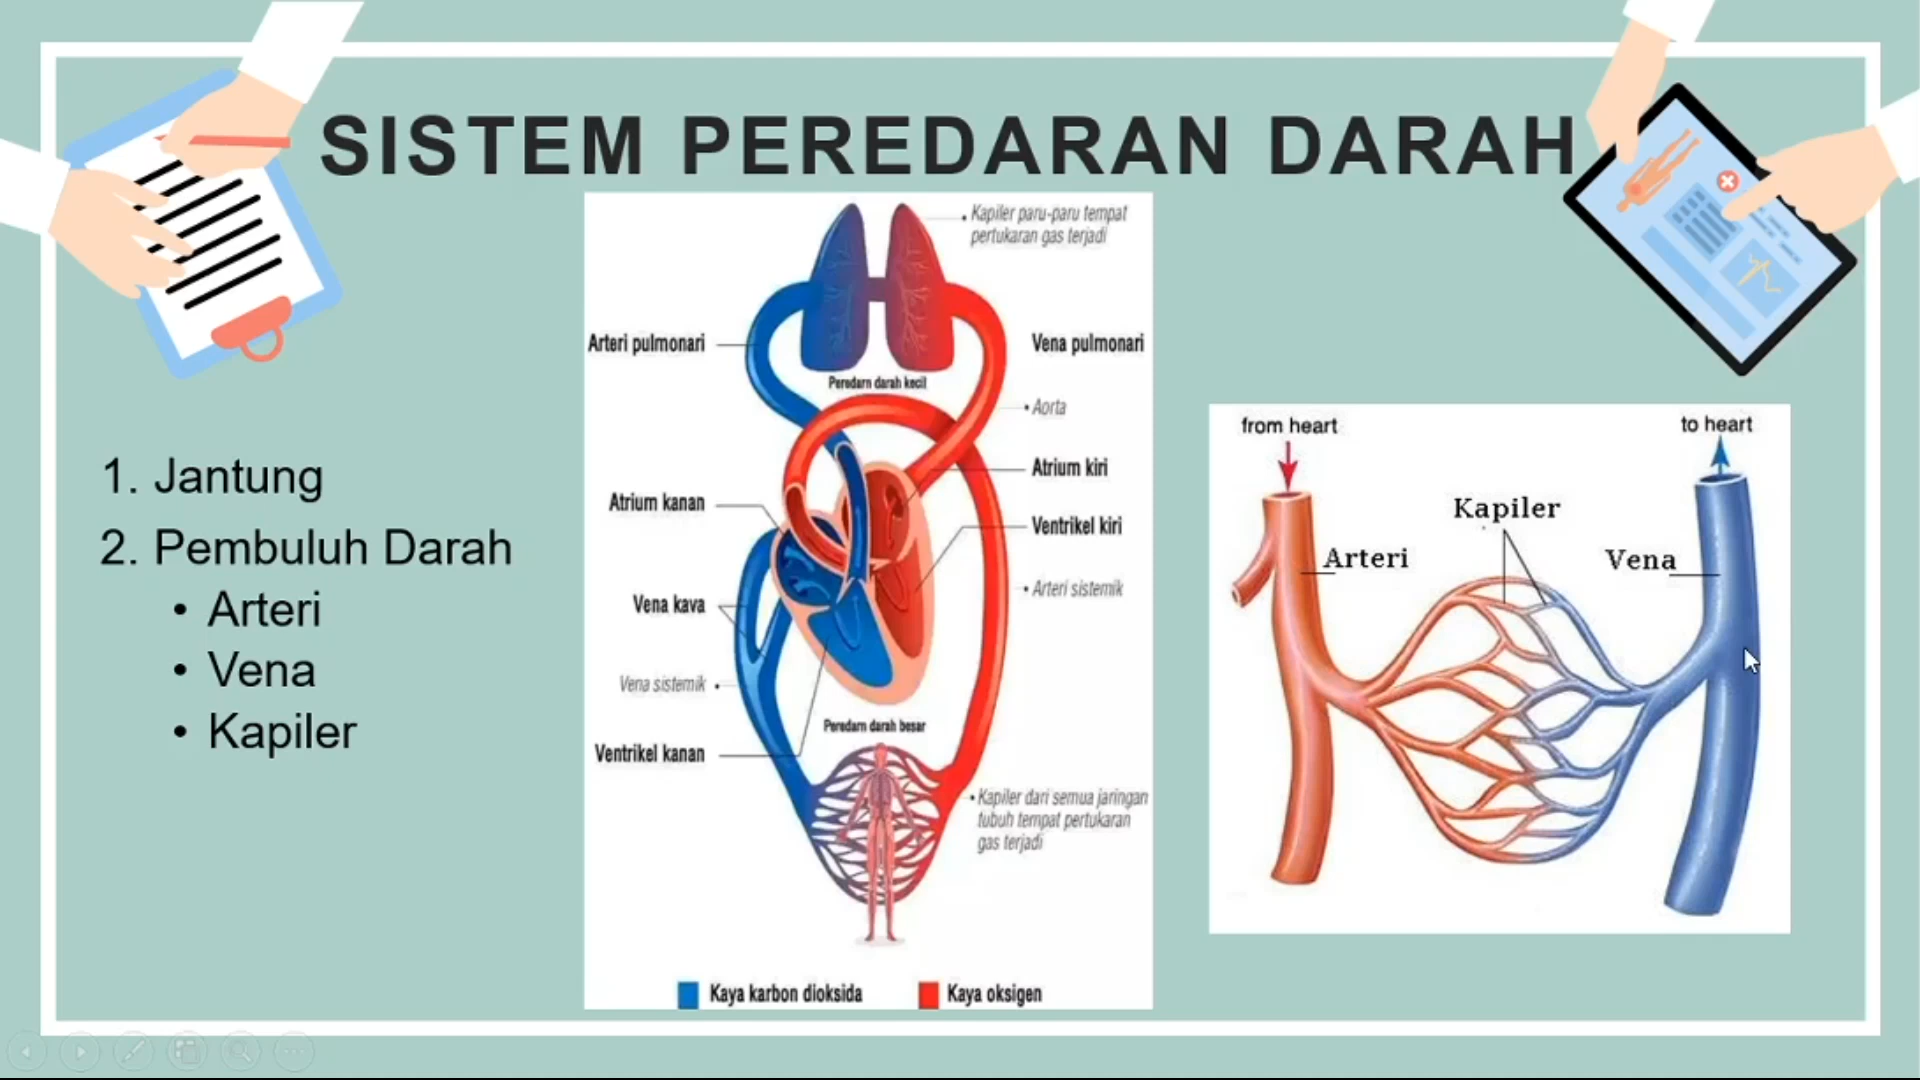 SISTEM PEREDARAN DARAH
1. Jantung
2. Pembuluh Darah
• Arteri
• Vena
• Kapiler
• Kapiler paru-paru tempat
pertukaran gas terjadi
Arteri pulmonari
Vena pulmonari
Peredarn darah kecil
• Aorta
Atrium kiri
Atrium kanan
Ventrikel kiri
• Arteri sistemik
Vena kava
Vena sistemik •
Peredarn darah besar
Ventrikel kanan
• Kapiler dari semua jaringan
tubuh tempat pertukaran
gas terjadi
Kaya karbon dioksida
Kaya oksigen
from heart
to heart
Kapiler
Arteri
Vena